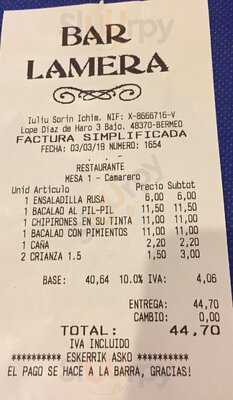 BAR
LAMERA
Iuliu Sorin Ichim. NIF: X-8666716-V
Lope Diaz de Haro 3 Bajo. 48370-BERMEO
FACTURA SIMPLIFICADA
FECHA: 03/03/19 NUMERO: 1654
RESTAURANTE
MESA 1 - Camarero
Unid Articulo Precio Subtot
1 ENSALADILLA RUSA 6,00 6,00
1 BACALAO AL PIL-PIL 11,50 11,50
1 CHIPIRONES EN SU TINTA 11,00 11,00
1 BACALAO CON PIMIENTOS 11,00 11,00
1 CAÑA 2,20 2,20
2 CRIANZA 1.5 1,50 3,00
BASE: 40,64 10.0% IVA: 4,06
ENTREGA: 44,70
CAMBIO: 0,00
TOTAL: 44,70
IVA INCLUIDO
********** ESKERRIK ASKO **********
EL PAGO SE HACE A LA BARRA, GRACIAS!